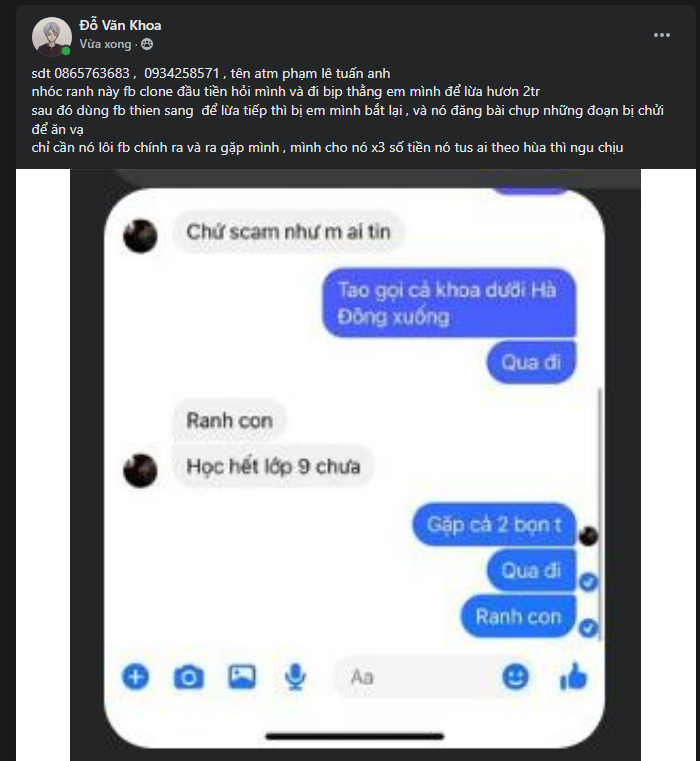 Đỗ Văn Khoa
Vừa xong ·
sdt 0865763683 , 0934258571 , tên atm phạm lê tuấn anh
nhóc ranh này fb clone đầu tiền hỏi mình và đi bịp thằng em mình để lừa hươn 2tr
sau đó dùng fb thien sang để lừa tiếp thì bị em mình bắt lại , và nó đăng bài chụp những đoạn bị chửi
để ăn vạ
chỉ cần nó lôi fb chính ra và ra gặp mình , mình cho nó x3 số tiền nó tus ai theo hùa thì ngu chịu
Chứ scam như m ai tin
Tao gọi cả khoa dưới Hà
Đông xuống
Qua đi
Ranh con
Học hết lớp 9 chưa
Gặp cả 2 bọn t
Qua đi
Ranh con
Aa